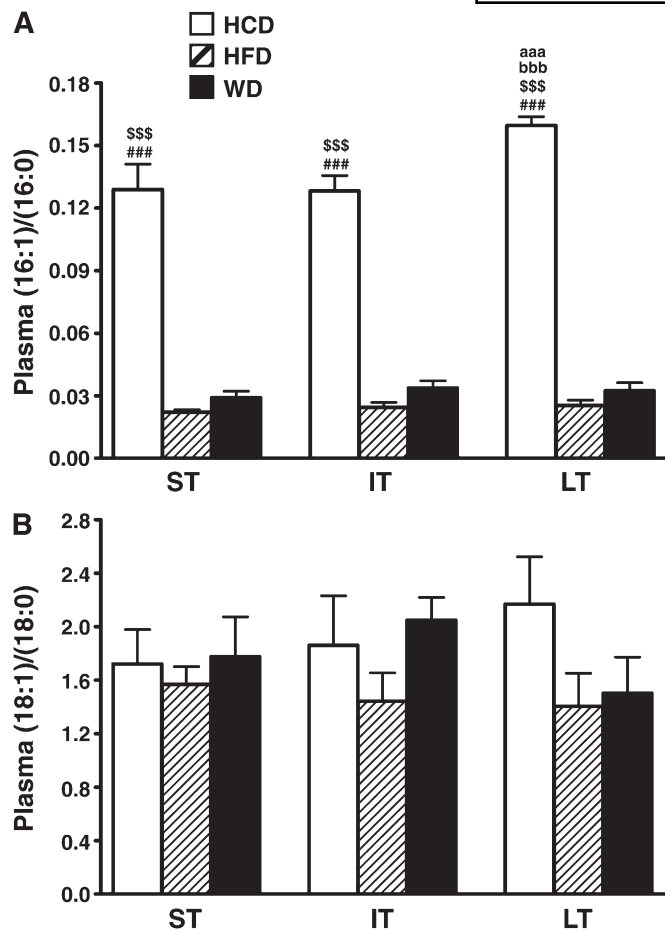 A
HCD
HFD
WD
Plasma (16:1)/(16:0)
0.18
0.15
0.12
0.09
0.06
0.03
0.00
$$$
###
$$$
###
aaa
bbb
$$$
###
ST
IT
LT
B
Plasma (18:1)/(18:0)
2.8
2.4
2.0
1.6
1.2
0.8
0.4
0.0
ST
IT
LT